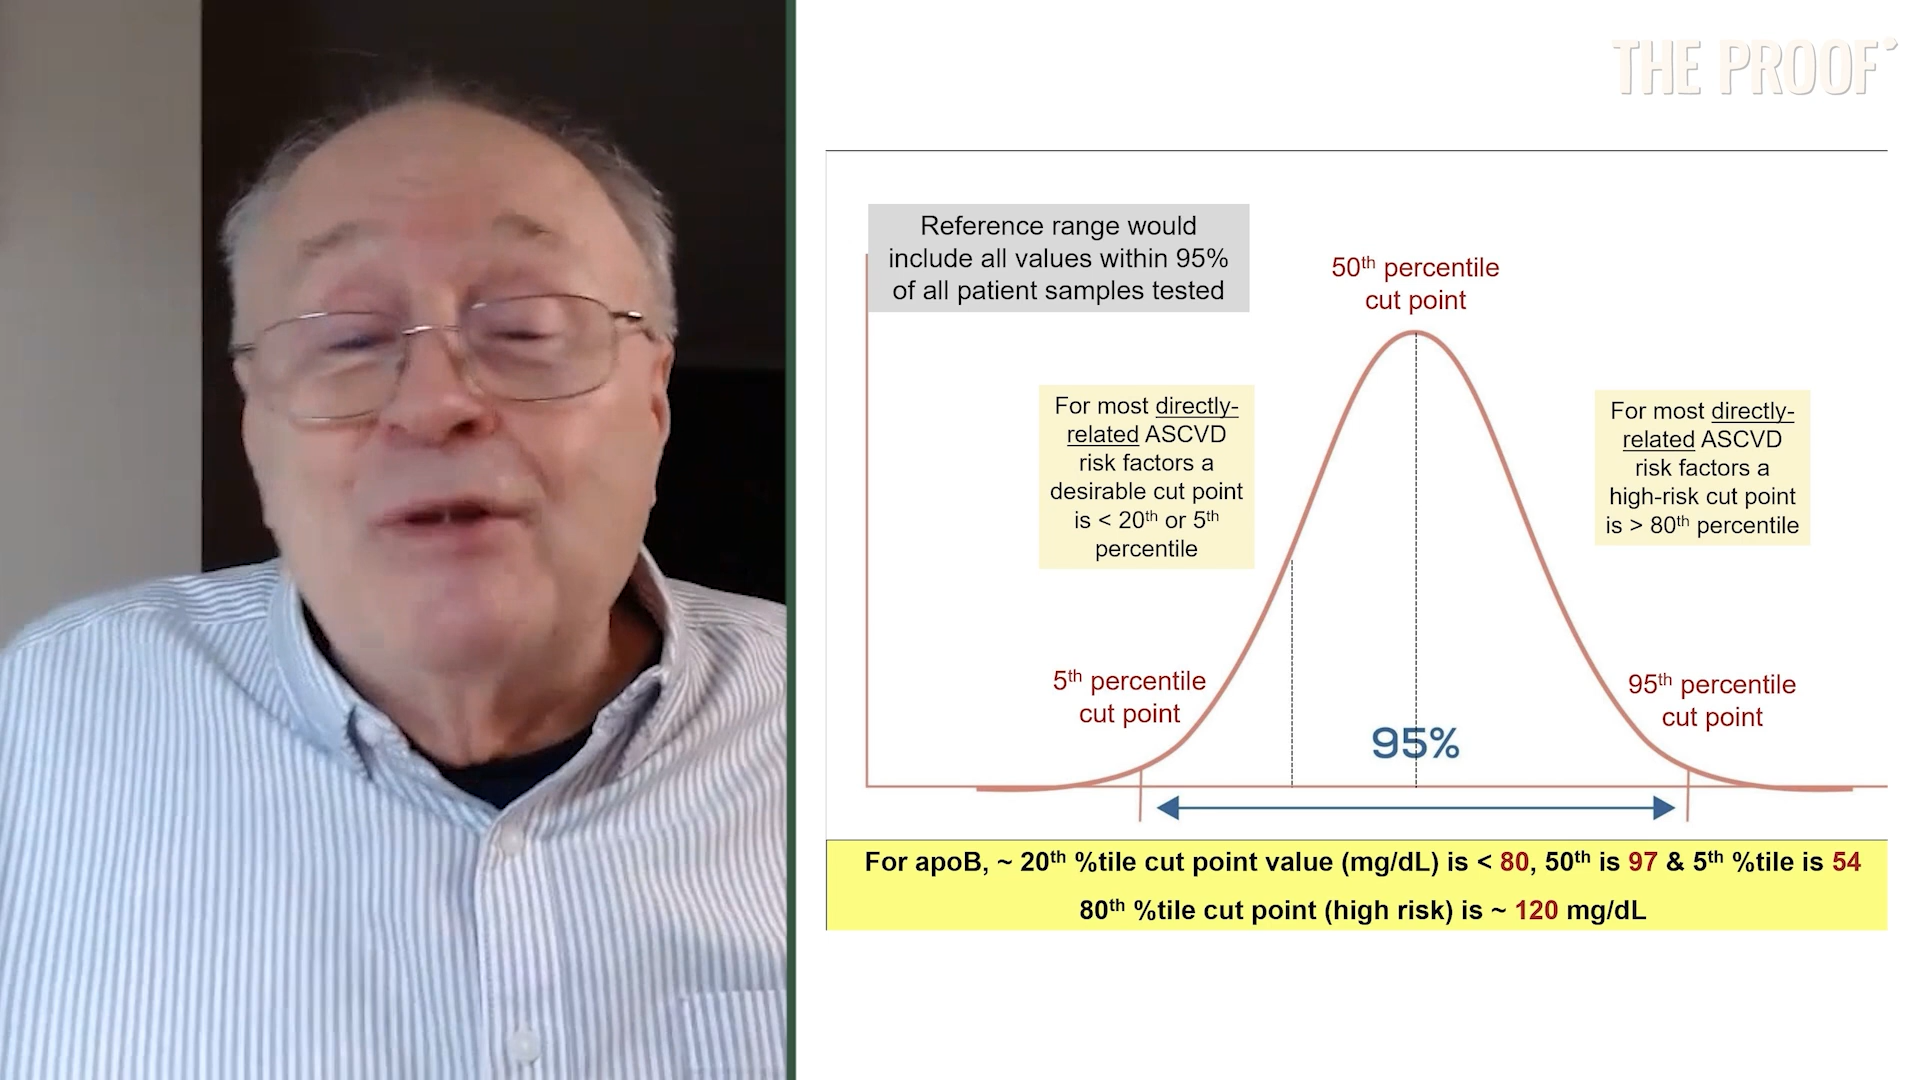 THE PROOF
Reference range would
include all values within 95%
of all patient samples tested
50th percentile
cut point
For most directly-
related ASCVD
risk factors a
desirable cut point
is < 20th or 5th
percentile
For most directly-
related ASCVD
risk factors a
high-risk cut point
is > 80th percentile
5th percentile
cut point
95th percentile
cut point
95%
For apoB, ~ 20th %tile cut point value (mg/dL) is < 80, 50th is 97 & 5th %tile is 54
80th %tile cut point (high risk) is ~ 120 mg/dL